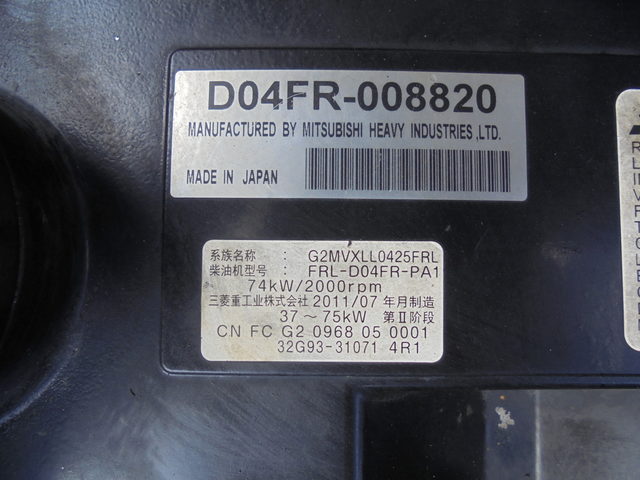 D04FR-008820
MANUFACTURED BY MITSUBISHI HEAVY INDUSTRIES ,LTD.
MADE IN JAPAN
系族名称： G2MVXLL0425FRL
柴油机型号： FRL-D04FR-PA1
74kW/2000rpm
三菱重工业株式会社 2011/07 年月制造
37～75kW 第Ⅱ阶段
CN FC G2 0968 05 0001
32G93-31071 4R1